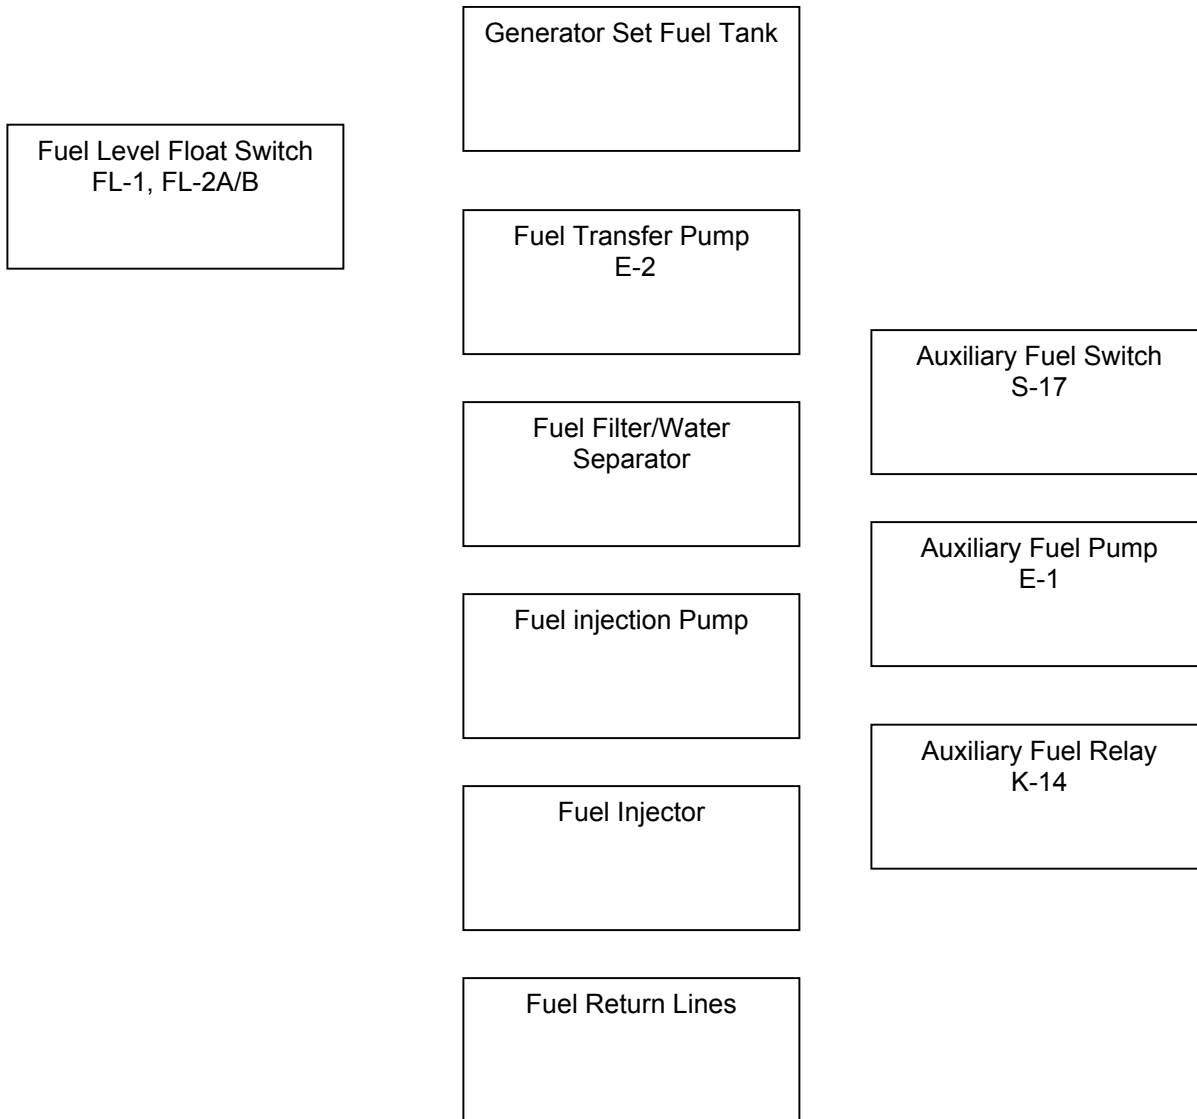 Generator Set Fuel Tank
Fuel Level Float Switch
FL-1, FL-2A/B
Fuel Transfer Pump
E-2
Auxiliary Fuel Switch
S-17
Fuel Filter/Water
Separator
Auxiliary Fuel Pump
E-1
Fuel injection Pump
Auxiliary Fuel Relay
K-14
Fuel Injector
Fuel Return Lines